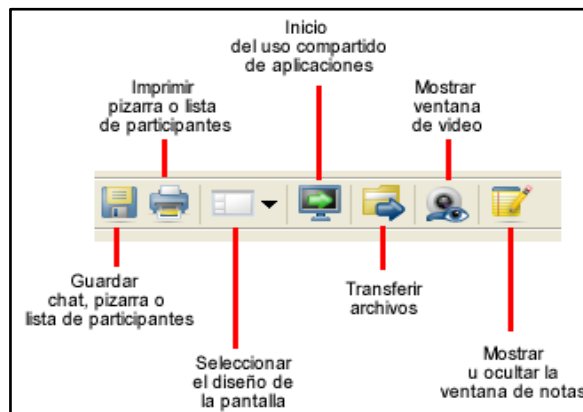 Inicio
del uso compartido
de aplicaciones
Imprimir
pizarra o lista
de participantes
Mostrar
ventana
de video
Guardar
chat, pizarra o
lista de participantes
Seleccionar
el diseño de
la pantalla
Transferir
archivos
Mostrar
u ocultar la
ventana de notas